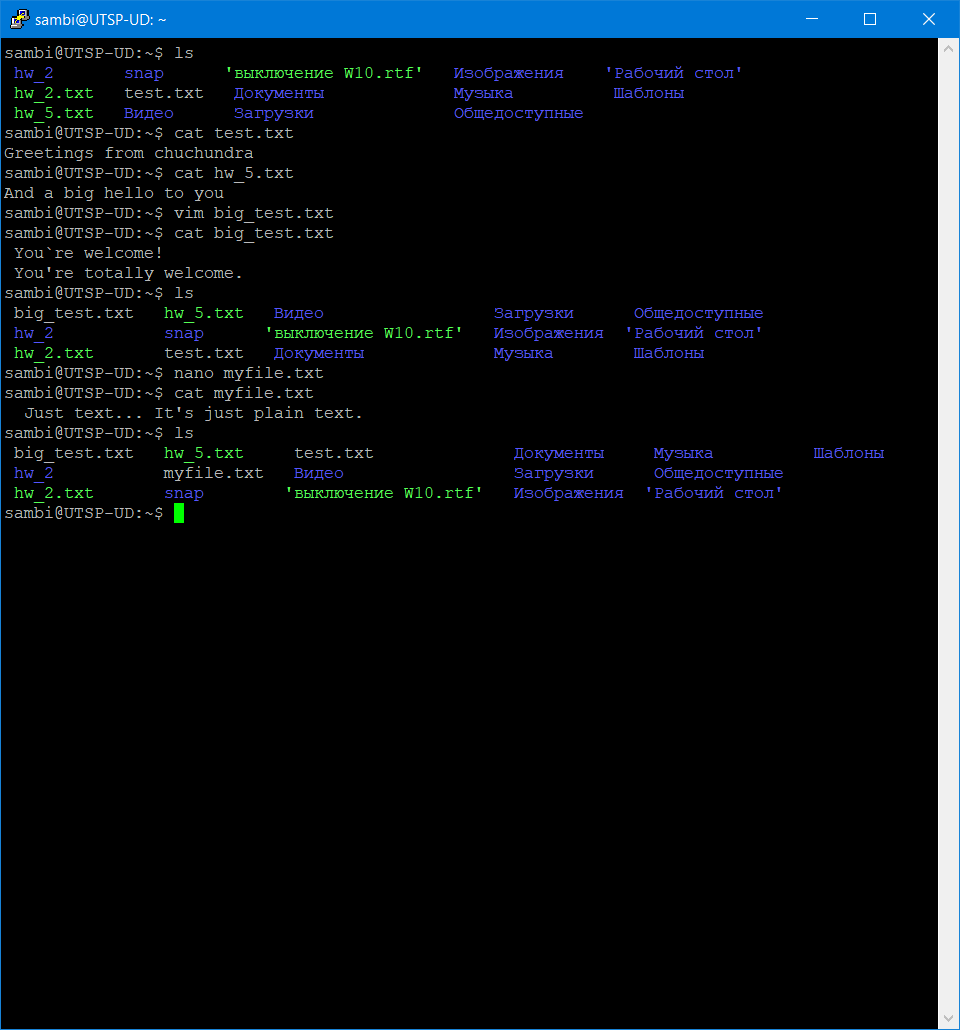 sambi@UTSP-UD: ~
sambi@UTSP-UD:~$ ls
hw_2 snap 'выключение W10.rtf' Изображения 'Рабочий стол'
hw_2.txt test.txt Документы Музыка Шаблоны
hw_5.txt Видео Загрузки Общедоступные
sambi@UTSP-UD:~$ cat test.txt
Greetings from chuchundra
sambi@UTSP-UD:~$ cat hw_5.txt
And a big hello to you
sambi@UTSP-UD:~$ vim big_test.txt
sambi@UTSP-UD:~$ cat big_test.txt
You`re welcome!
You're totally welcome.
sambi@UTSP-UD:~$ ls
big_test.txt hw_5.txt Видео Загрузки Общедоступные
hw_2 snap 'выключение W10.rtf' Изображения 'Рабочий стол'
hw_2.txt test.txt Документы Музыка Шаблоны
sambi@UTSP-UD:~$ nano myfile.txt
sambi@UTSP-UD:~$ cat myfile.txt
Just text... It's just plain text.
sambi@UTSP-UD:~$ ls
big_test.txt hw_5.txt test.txt Документы Музыка Шаблоны
hw_2 myfile.txt Видео Загрузки Общедоступные
hw_2.txt snap 'выключение W10.rtf' Изображения 'Рабочий стол'
sambi@UTSP-UD:~$